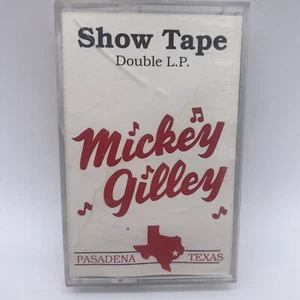 Show Tape
Double L.P.
Mickey
Gilley
PASADENA TEXAS